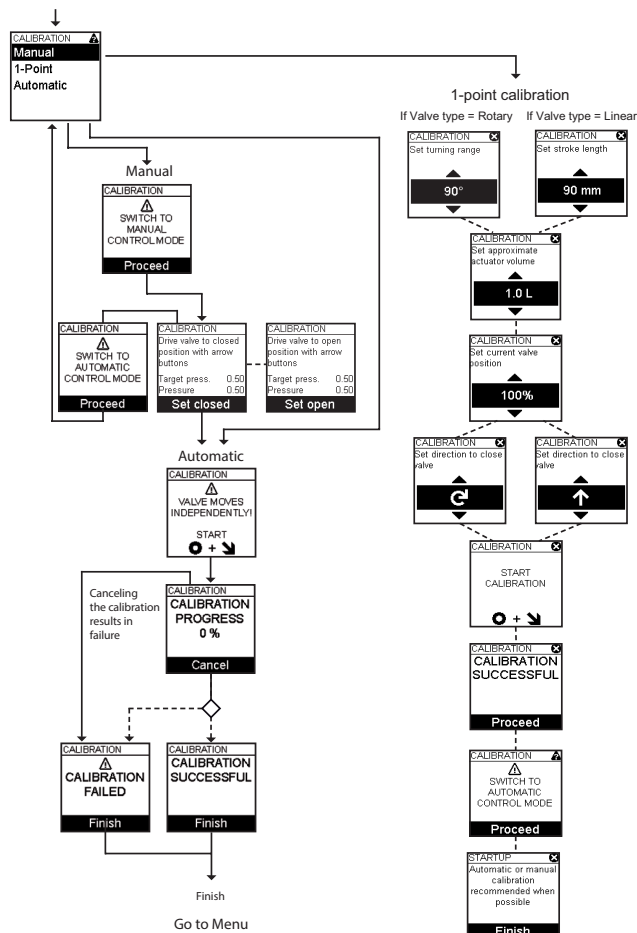 CALIBRATION
Manual
1-Point
Automatic
Manual
CALIBRATION
SWITCH TO
MANUAL
CONTROL MODE
Proceed
CALIBRATION
SWITCH TO
AUTOMATIC
CONTROL MODE
Proceed
CALIBRATION
Drive valve to closed
position with arrow
buttons
Target press. 0.50
Pressure 0.50
Set closed
CALIBRATION
Drive valve to open
position with arrow
buttons
Target press. 0.50
Pressure 0.50
Set open
Automatic
CALIBRATION
VALVE MOVES
INDEPENDENTLY!
START
+
Canceling
the calibration
results in
failure
CALIBRATION
CALIBRATION
PROGRESS
0 %
Cancel
CALIBRATION
CALIBRATION
FAILED
Finish
CALIBRATION
CALIBRATION
SUCCESSFUL
Finish
Finish
Go to Menu
1-point calibration
If Valve type = Rotary
If Valve type = Linear
CALIBRATION
Set turning range
90°
CALIBRATION
Set stroke length
90 mm
CALIBRATION
Set approximate
actuator volume
1.0 L
CALIBRATION
Set current valve
position
100%
CALIBRATION
Set direction to close
valve
CALIBRATION
Set direction to close
valve
CALIBRATION
START
CALIBRATION
+
CALIBRATION
CALIBRATION
SUCCESSFUL
Proceed
CALIBRATION
SWITCH TO
AUTOMATIC
CONTROL MODE
Proceed
STARTUP
Automatic or manual
calibration
recommended when
possible
Finish